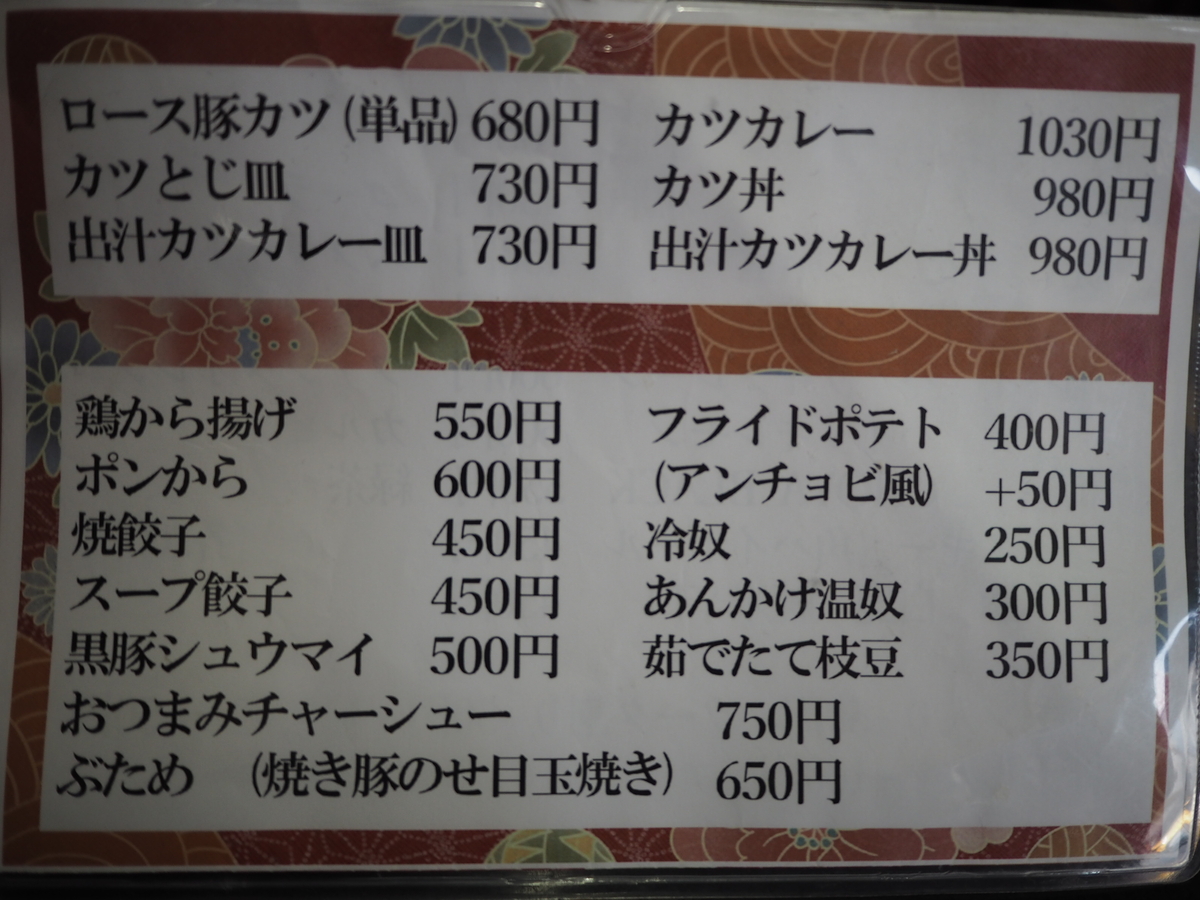 ロース豚カツ(単品) 680円
カツとじ皿 730円
出汁カツカレー皿 730円
カツカレー 1030円
カツ丼 980円
出汁カツカレー丼 980円
鶏から揚げ 550円
ポンから 600円
焼餃子 450円
スープ餃子 450円
黒豚シュウマイ 500円
フライドポテト 400円
(アンチョビ風) +50円
冷奴 250円
あんかけ温奴 300円
茹でたて枝豆 350円
おつまみチャーシュー 750円
ぶため (焼き豚のせ目玉焼き) 650円